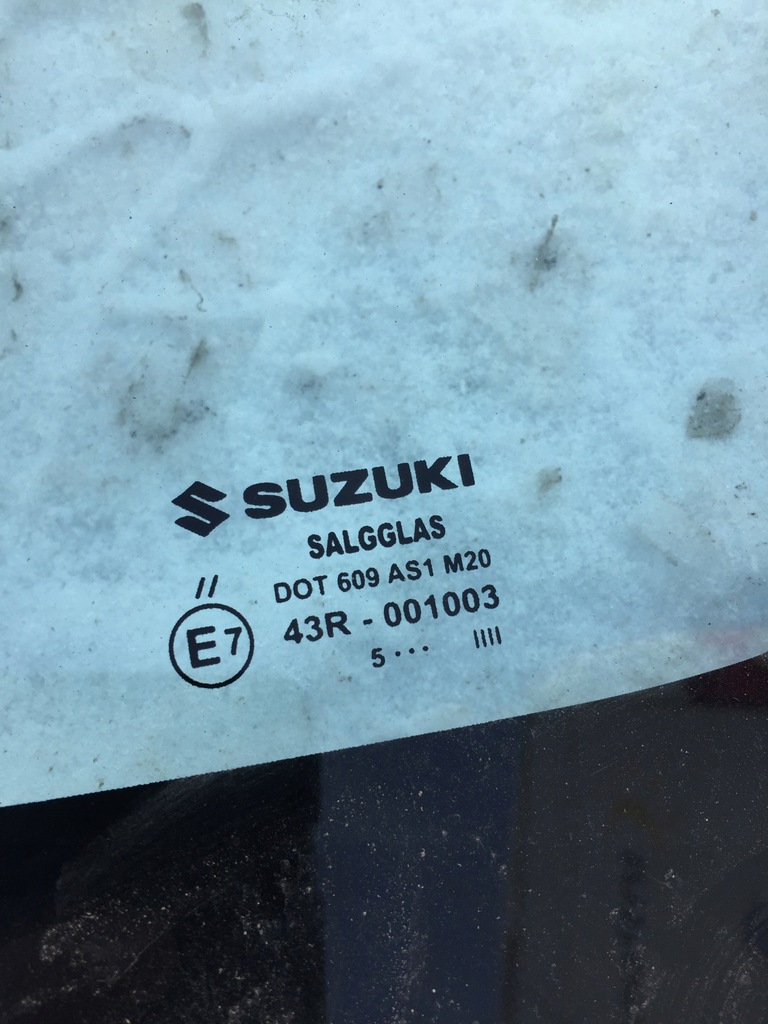 SUZUKI
SALGGLAS
//
DOT 609 AS1 M20
E7
43R - 001003
5 ••• IIII